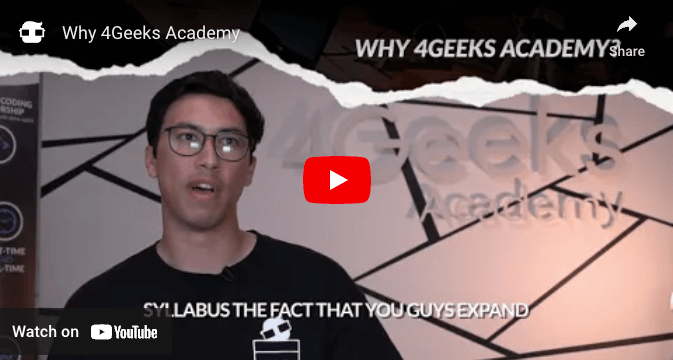 Why 4Geeks Academy
WHY 4GEEKS ACADEMY?
Share
CODING
4Geeks
Academy
SYLLABUS THE FACT THAT YOU GUYS EXPAND
Watch on YouTube